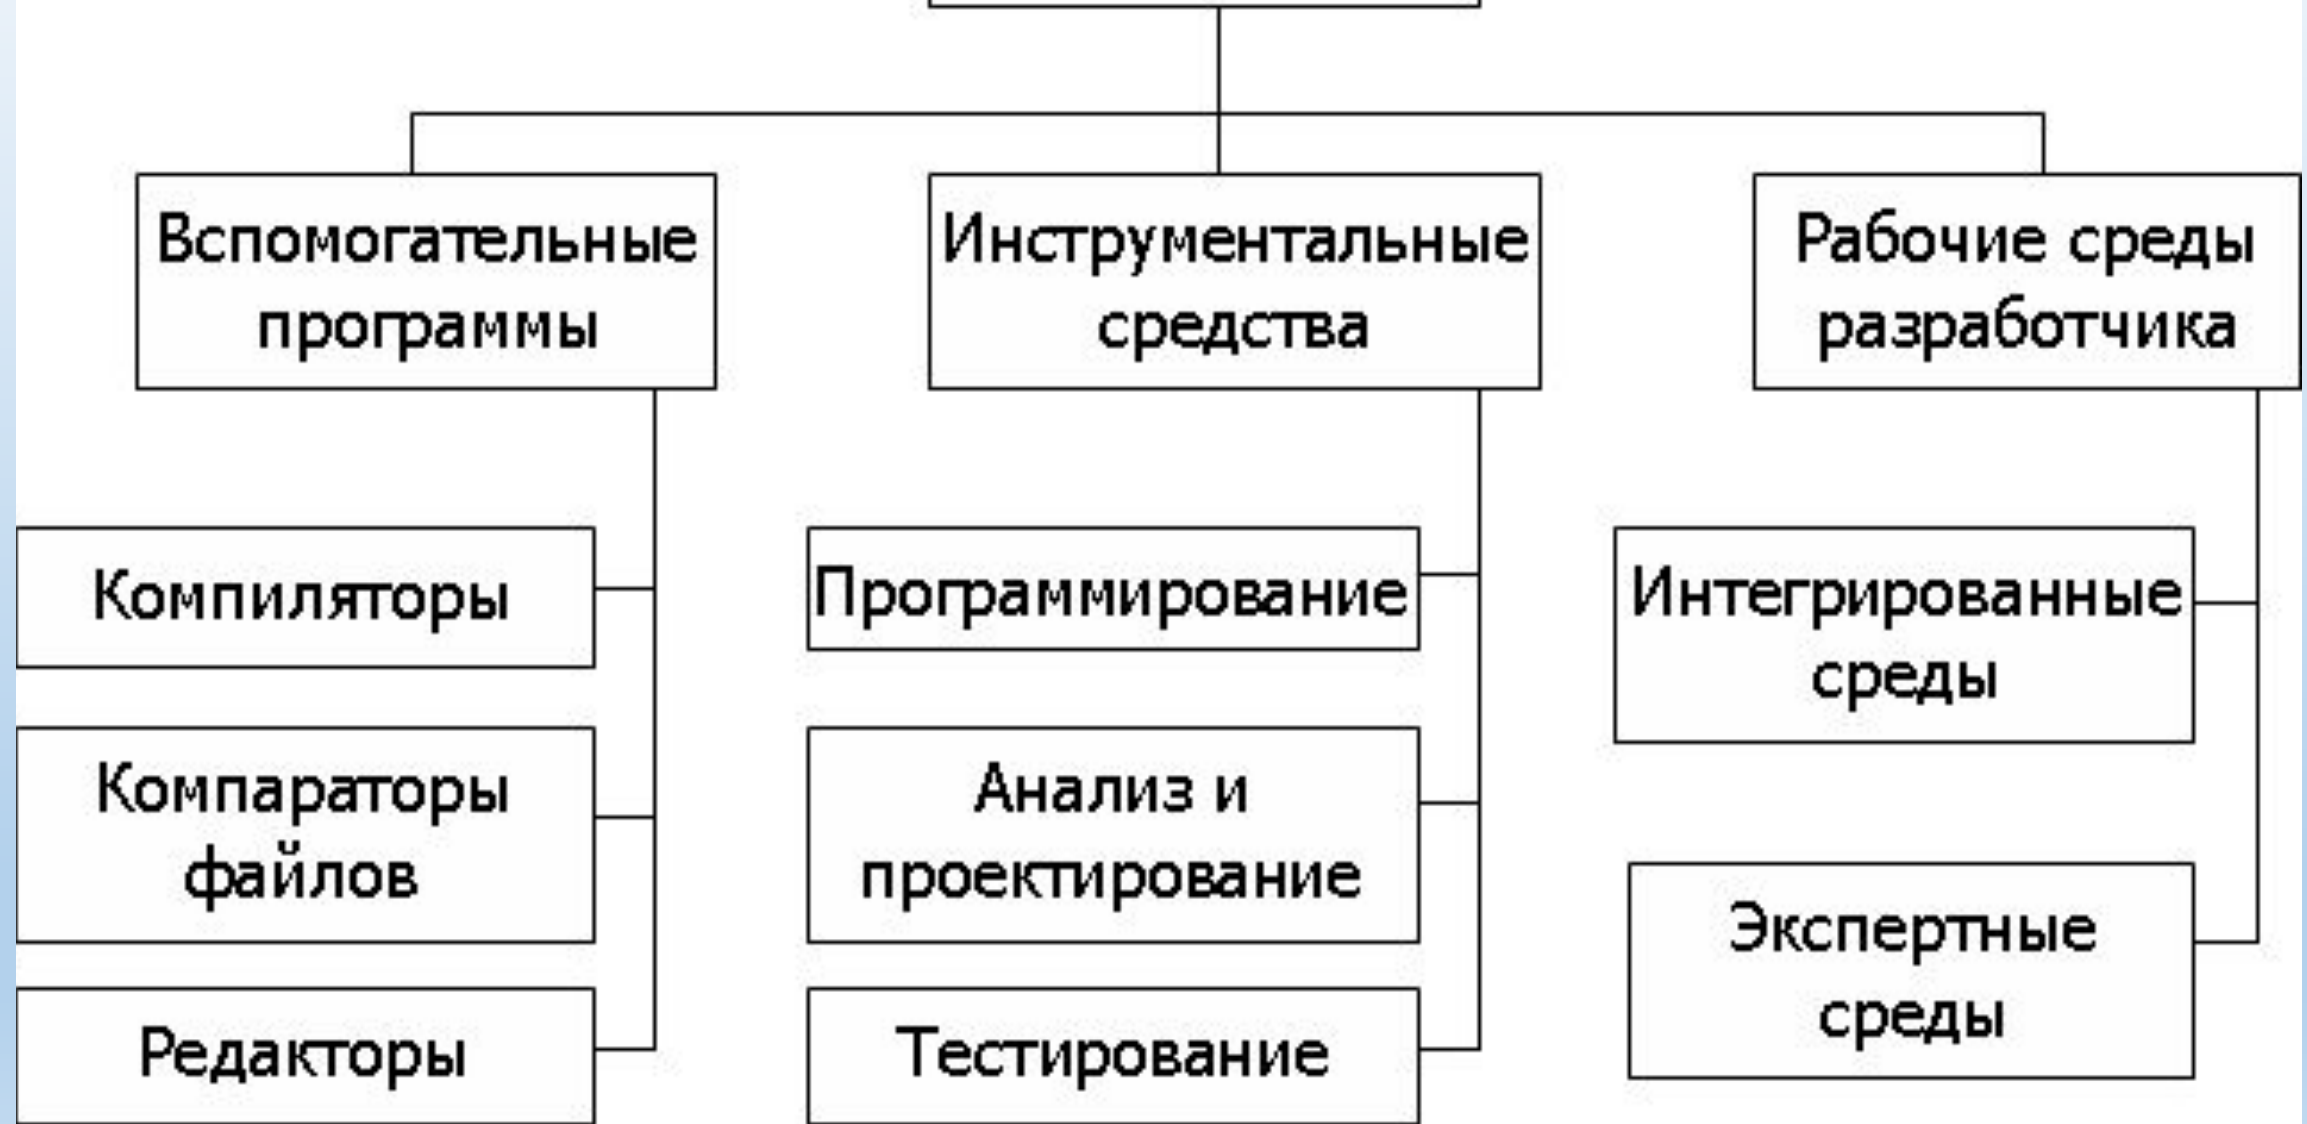 Вспомогательные
программы
Инструментальные
средства
Рабочие среды
разработчика
Компиляторы
Программирование
Интегрированные
среды
Компараторы
файлов
Анализ и
проектирование
Экспертные
среды
Редакторы
Тестирование